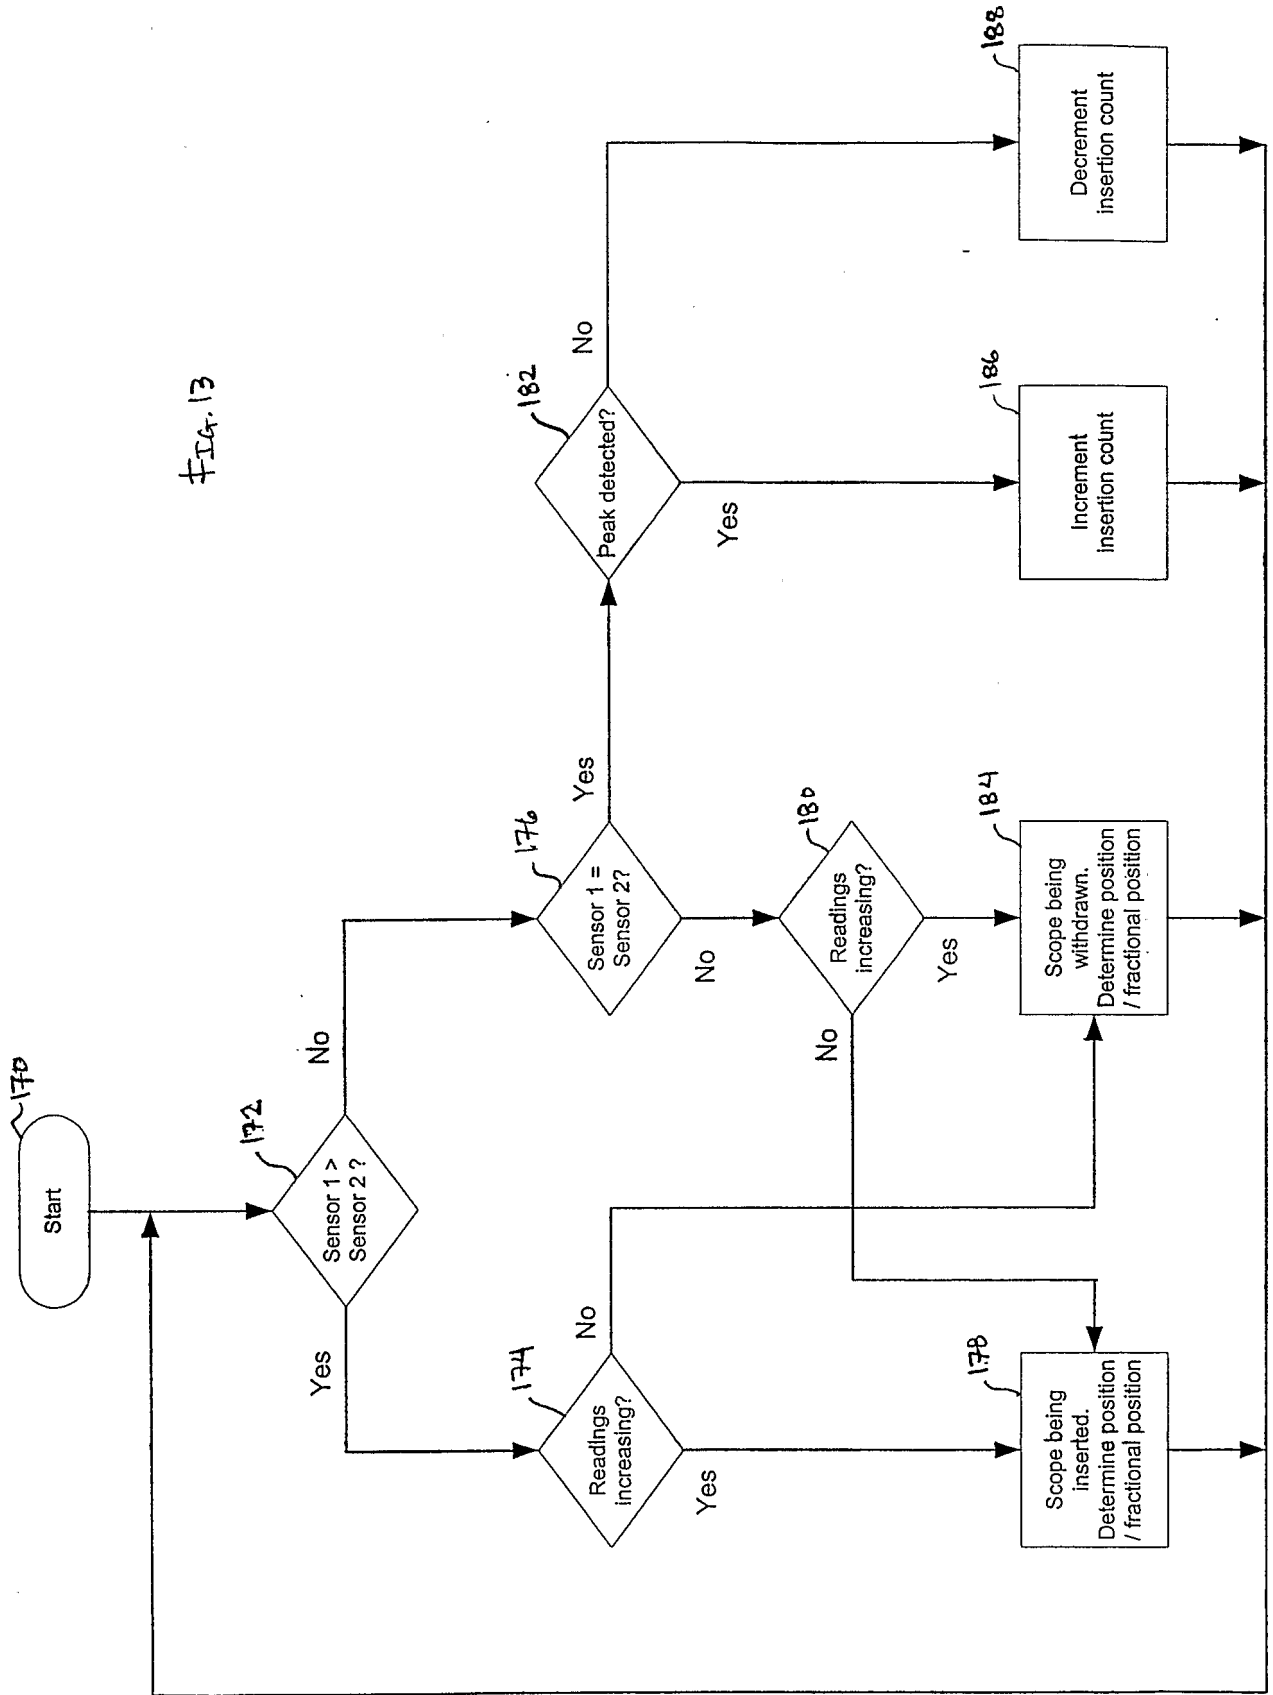 FIG. 13
170
Start
172
Sensor 1 >
Sensor 2 ?
Yes
No
174
Readings
increasing?
Yes
No
176
Sensor 1 =
Sensor 2?
Yes
No
180
Readings
increasing?
No
Yes
182
Peak detected?
No
Yes
178
Scope being
inserted.
Determine position
/ fractional position
184
Scope being
withdrawn.
Determine position
/ fractional position
186
Increment
insertion count
188
Decrement
insertion count